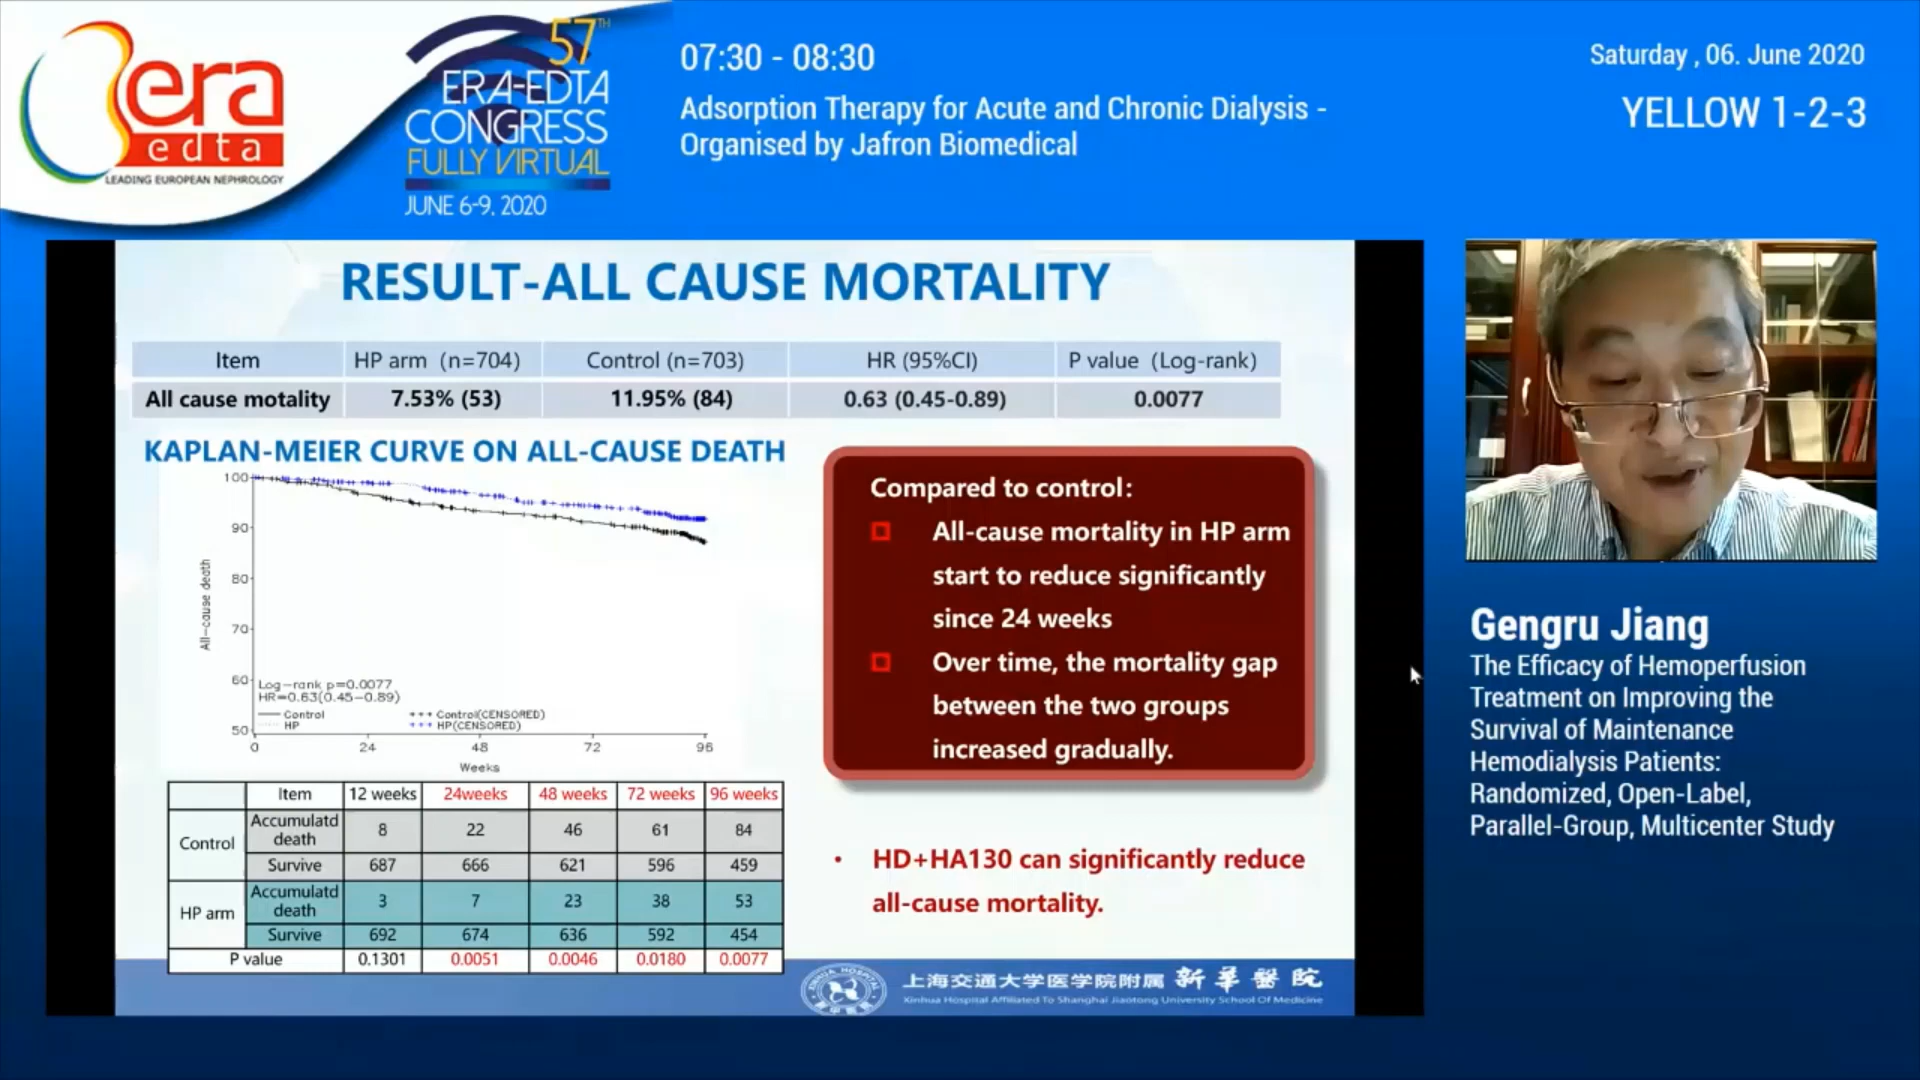 era
edta
LEADING EUROPEAN NEPHROLOGY
57TH
ERA-EDTA
CONGRESS
FULLY VIRTUAL
JUNE 6-9, 2020
07:30 - 08:30
Adsorption Therapy for Acute and Chronic Dialysis -
Organised by Jafron Biomedical
Saturday , 06. June 2020
YELLOW 1-2-3
RESULT-ALL CAUSE MORTALITY
Item HP arm (n=704) Control (n=703) HR (95%CI) P value (Log-rank)
All cause motality 7.53% (53) 11.95% (84) 0.63 (0.45-0.89) 0.0077
KAPLAN-MEIER CURVE ON ALL-CAUSE DEATH
100
90
80
70
60
50
All-cause death
Log-rank p=0.0077
HR=0.63(0.45-0.89)
Control Control(CENSORED)
HP HP(CENSORED)
0 24 48 72 96
Weeks
Item 12 weeks 24weeks 48 weeks 72 weeks 96 weeks
Control
Accumulatd
death 8 22 46 61 84
Survive 687 666 621 596 459
HP arm
Accumulatd
death 3 7 23 38 53
Survive 692 674 636 592 454
P value 0.1301 0.0051 0.0046 0.0180 0.0077
Compared to control:
All-cause mortality in HP arm
start to reduce significantly
since 24 weeks
Over time, the mortality gap
between the two groups
increased gradually.
• HD+HA130 can significantly reduce
all-cause mortality.
XINHUA HOSPITAL
上海交通大学医学院附属 新华醫院
Xinhua Hospital Affiliated To Shanghai Jiaotong University School Of Medicine
Gengru Jiang
The Efficacy of Hemoperfusion
Treatment on Improving the
Survival of Maintenance
Hemodialysis Patients:
Randomized, Open-Label,
Parallel-Group, Multicenter Study